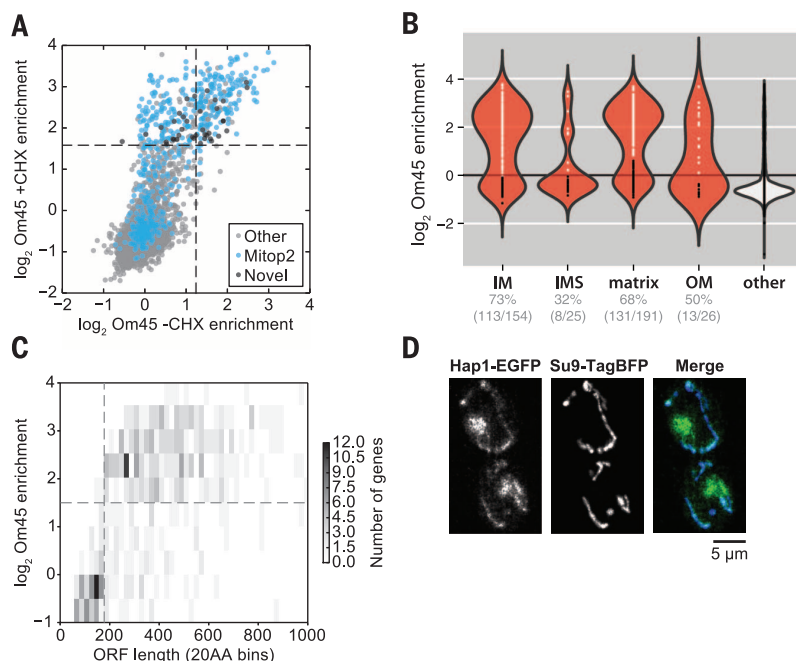 A
log2 Om45 +CHX enrichment
4
3
2
1
0
−1
−2
−2 −1 0 1 2 3 4
log2 Om45 -CHX enrichment
Other
Mitop2
Novel
B
log2 Om45 enrichment
4
2
0
−2
IM IMS matrix OM other
73% 32% 68% 50%
(113/154) (8/25) (131/191) (13/26)
C
log2 Om45 enrichment
4
3
2
1
0
−1
0 200 400 600 800 1000
ORF length (20AA bins)
12.0
10.5
9.0
7.5
6.0
4.5
3.0
1.5
0.0
Number of genes
D
Hap1-EGFP Su9-TagBFP Merge
5 µm